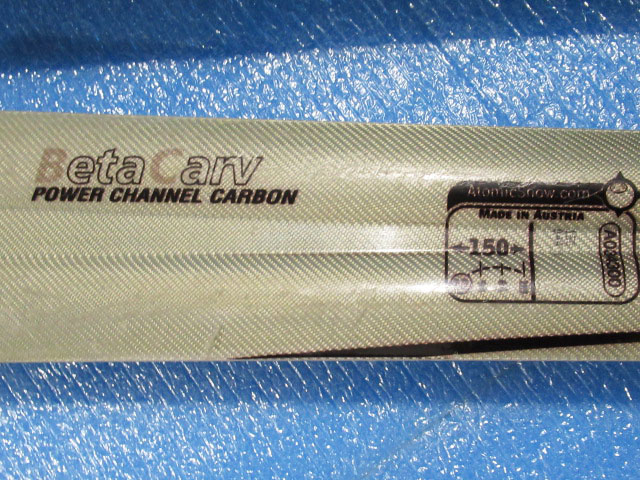 BetaCarv
POWER CHANNEL CARBON
AtomicSnow.com
MADE IN AUSTRIA
150